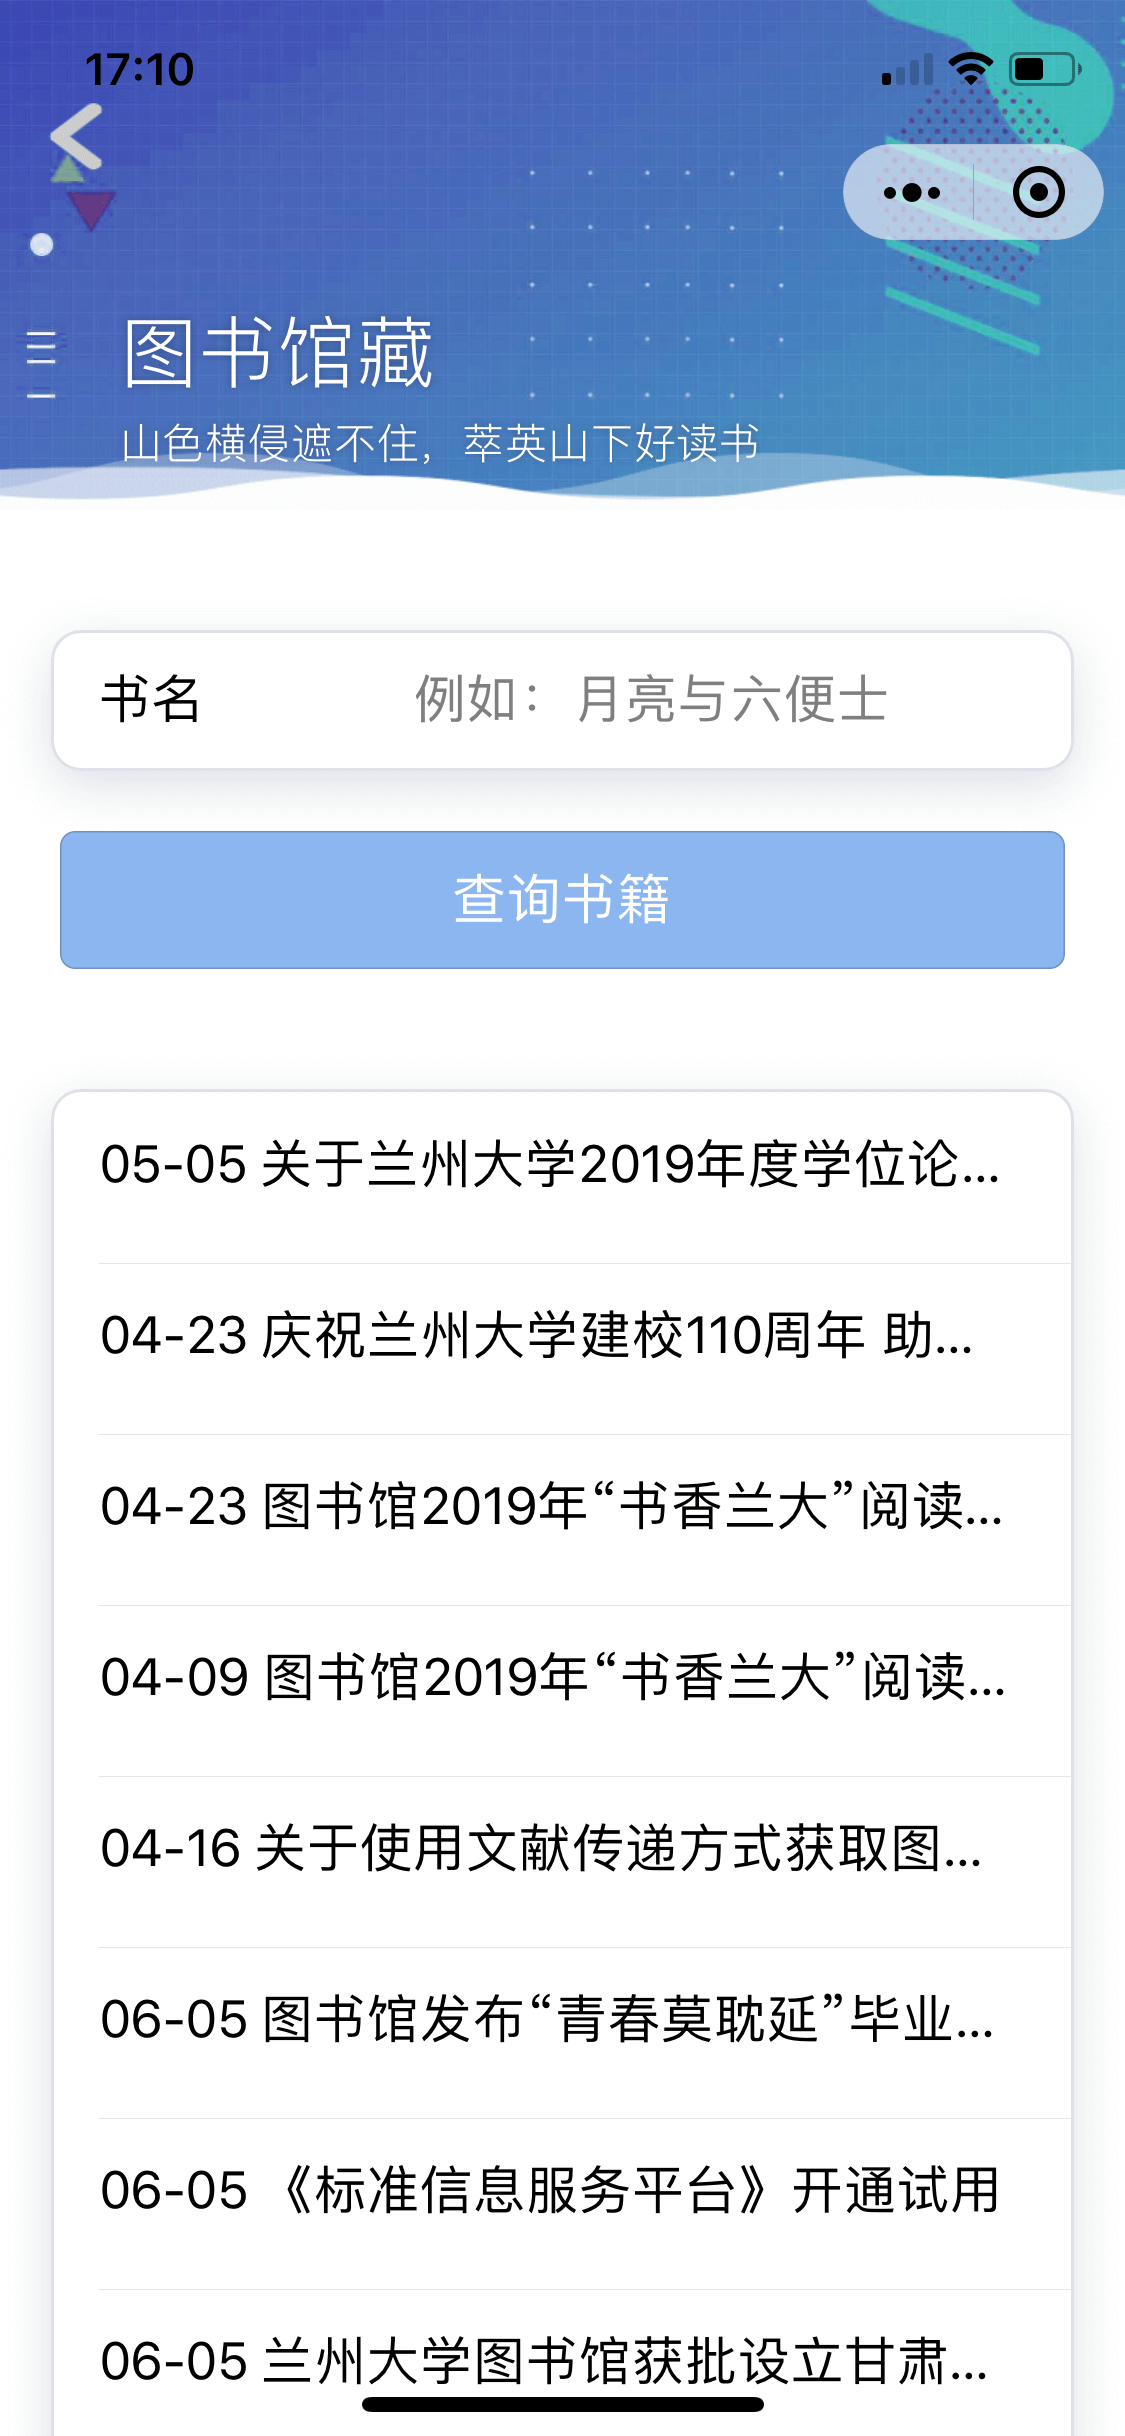 17:10
图书馆藏
山色横侵遮不住，萃英山下好读书
书名 例如：月亮与六便士
查询书籍
05-05 关于兰州大学2019年度学位论...
04-23 庆祝兰州大学建校110周年 助...
04-23 图书馆2019年“书香兰大”阅读...
04-09 图书馆2019年“书香兰大”阅读...
04-16 关于使用文献传递方式获取图...
06-05 图书馆发布“青春莫耽延”毕业...
06-05 《标准信息服务平台》开通试用
06-05 兰州大学图书馆获批设立甘肃...